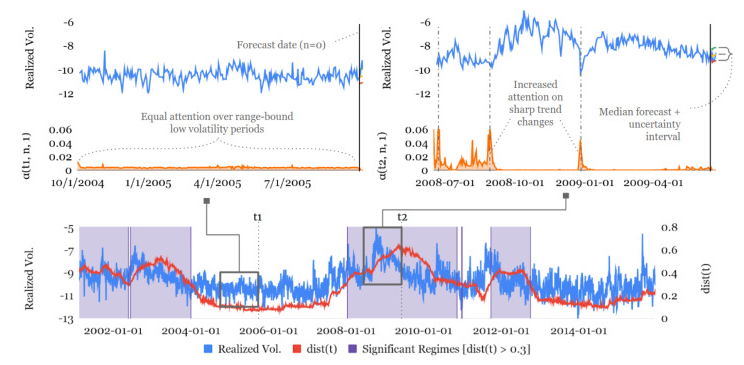 Realized Vol.
-6
-8
-10
-12
Forecast date (n=0)
Equal attention over range-bound
low volatility periods
α(t1, n, 1)
0.06
0.04
0.02
0
10/1/2004 1/1/2005 4/1/2005 7/1/2005
Realized Vol.
-6
-8
-10
-12
Increased
attention on
sharp trend
changes
Median forecast +
uncertainty
interval
α(t2, n, 1)
0.06
0.04
0.02
0
2008-07-01 2008-10-01 2009-01-01 2009-04-01
t1
t2
Realized Vol.
-5
-7
-9
-11
-13
0.8
0.6
0.4
0.2
0
dist(t)
2002-01-01 2004-01-01 2006-01-01 2008-01-01 2010-01-01 2012-01-01 2014-01-01
Realized Vol. dist(t) Significant Regimes [dist(t) > 0.3]